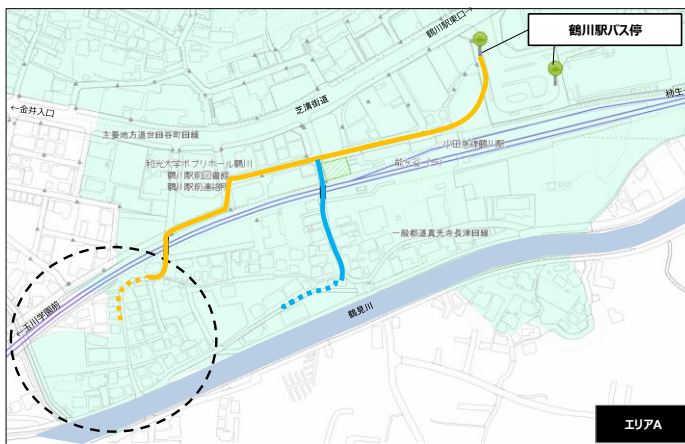 鶴川駅東口→
鶴川駅バス停
芝溝街道
柿生→
←金井入口
主要地方道世田谷町田線
小田急線鶴川駅
和光大学ポプリホール鶴川
鶴川駅前図書館
鶴川駅前連絡所
一般都道真光寺長津田線
鶴見川
←玉川学園前
エリアA